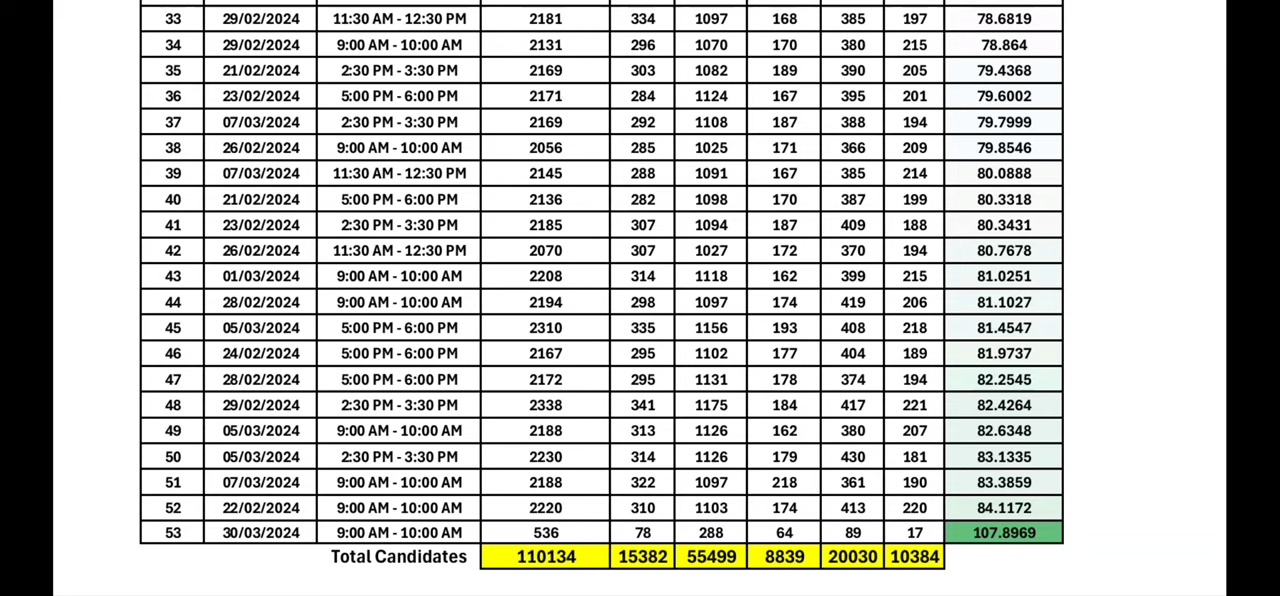 33 29/02/2024 11:30 AM - 12:30 PM 2181 334 1097 168 385 197 78.6819
34 29/02/2024 9:00 AM - 10:00 AM 2131 296 1070 170 380 215 78.864
35 21/02/2024 2:30 PM - 3:30 PM 2169 303 1082 189 390 205 79.4368
36 23/02/2024 5:00 PM - 6:00 PM 2171 284 1124 167 395 201 79.6002
37 07/03/2024 2:30 PM - 3:30 PM 2169 292 1108 187 388 194 79.7999
38 26/02/2024 9:00 AM - 10:00 AM 2056 285 1025 171 366 209 79.8546
39 07/03/2024 11:30 AM - 12:30 PM 2145 288 1091 167 385 214 80.0888
40 21/02/2024 5:00 PM - 6:00 PM 2136 282 1098 170 387 199 80.3318
41 23/02/2024 2:30 PM - 3:30 PM 2185 307 1094 187 409 188 80.3431
42 26/02/2024 11:30 AM - 12:30 PM 2070 307 1027 172 370 194 80.7678
43 01/03/2024 9:00 AM - 10:00 AM 2208 314 1118 162 399 215 81.0251
44 28/02/2024 9:00 AM - 10:00 AM 2194 298 1097 174 419 206 81.1027
45 05/03/2024 5:00 PM - 6:00 PM 2310 335 1156 193 408 218 81.4547
46 24/02/2024 5:00 PM - 6:00 PM 2167 295 1102 177 404 189 81.9737
47 28/02/2024 5:00 PM - 6:00 PM 2172 295 1131 178 374 194 82.2545
48 29/02/2024 2:30 PM - 3:30 PM 2338 341 1175 184 417 221 82.4264
49 05/03/2024 9:00 AM - 10:00 AM 2188 313 1126 162 380 207 82.6348
50 05/03/2024 2:30 PM - 3:30 PM 2230 314 1126 179 430 181 83.1335
51 07/03/2024 9:00 AM - 10:00 AM 2188 322 1097 218 361 190 83.3859
52 22/02/2024 9:00 AM - 10:00 AM 2220 310 1103 174 413 220 84.1172
53 30/03/2024 9:00 AM - 10:00 AM 536 78 288 64 89 17 107.8969
Total Candidates 110134 15382 55499 8839 20030 10384